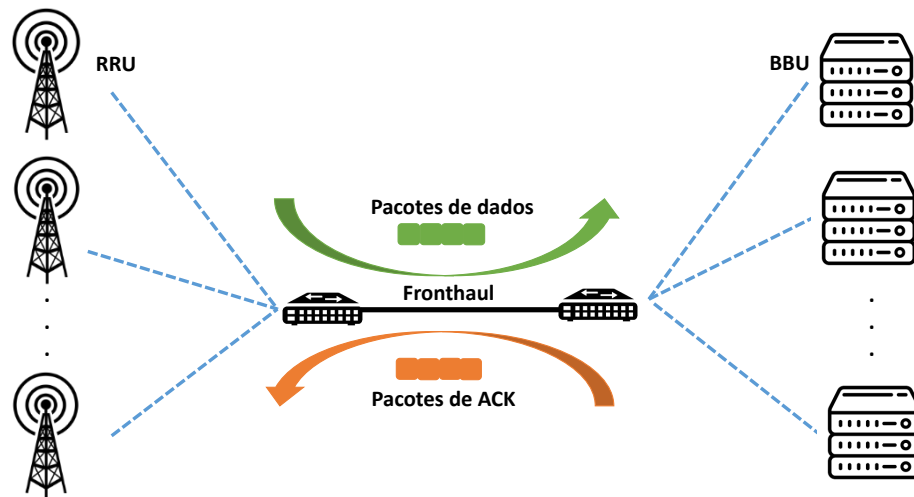 RRU
BBU
Pacotes de dados
Fronthaul
Pacotes de ACK